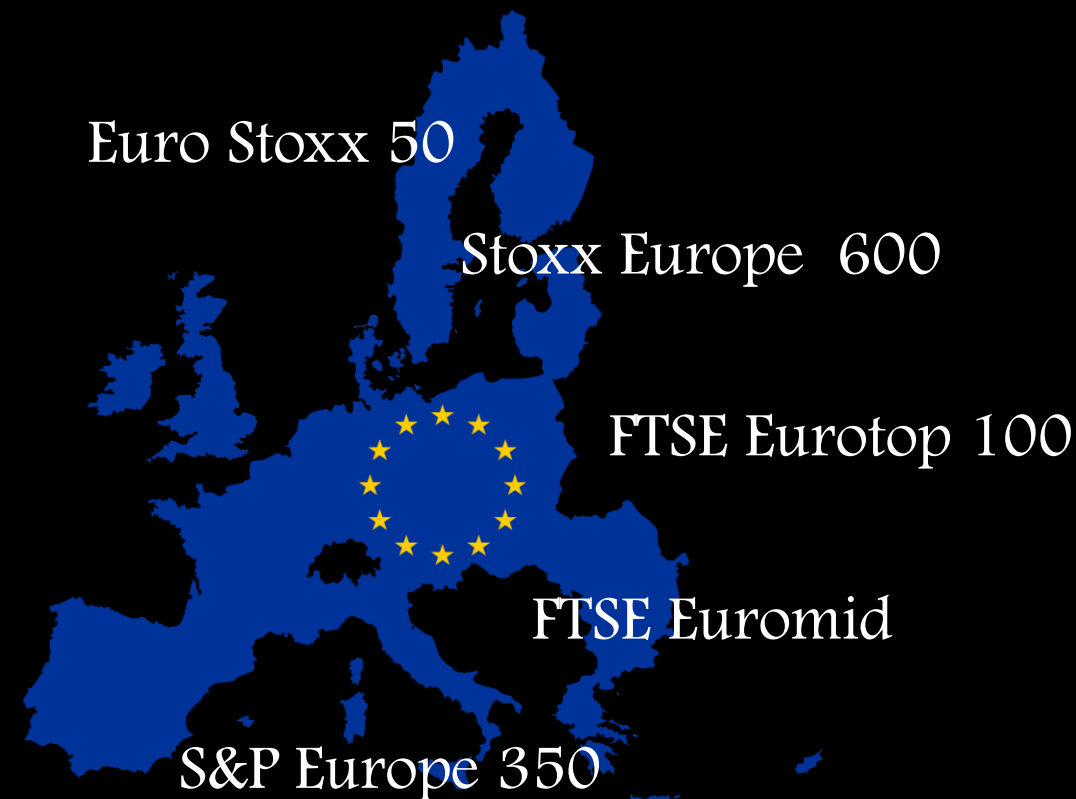 Euro Stoxx 50
Stoxx Europe 600
FTSE Eurotop 100
FTSE Euromid
S&P Europe 350